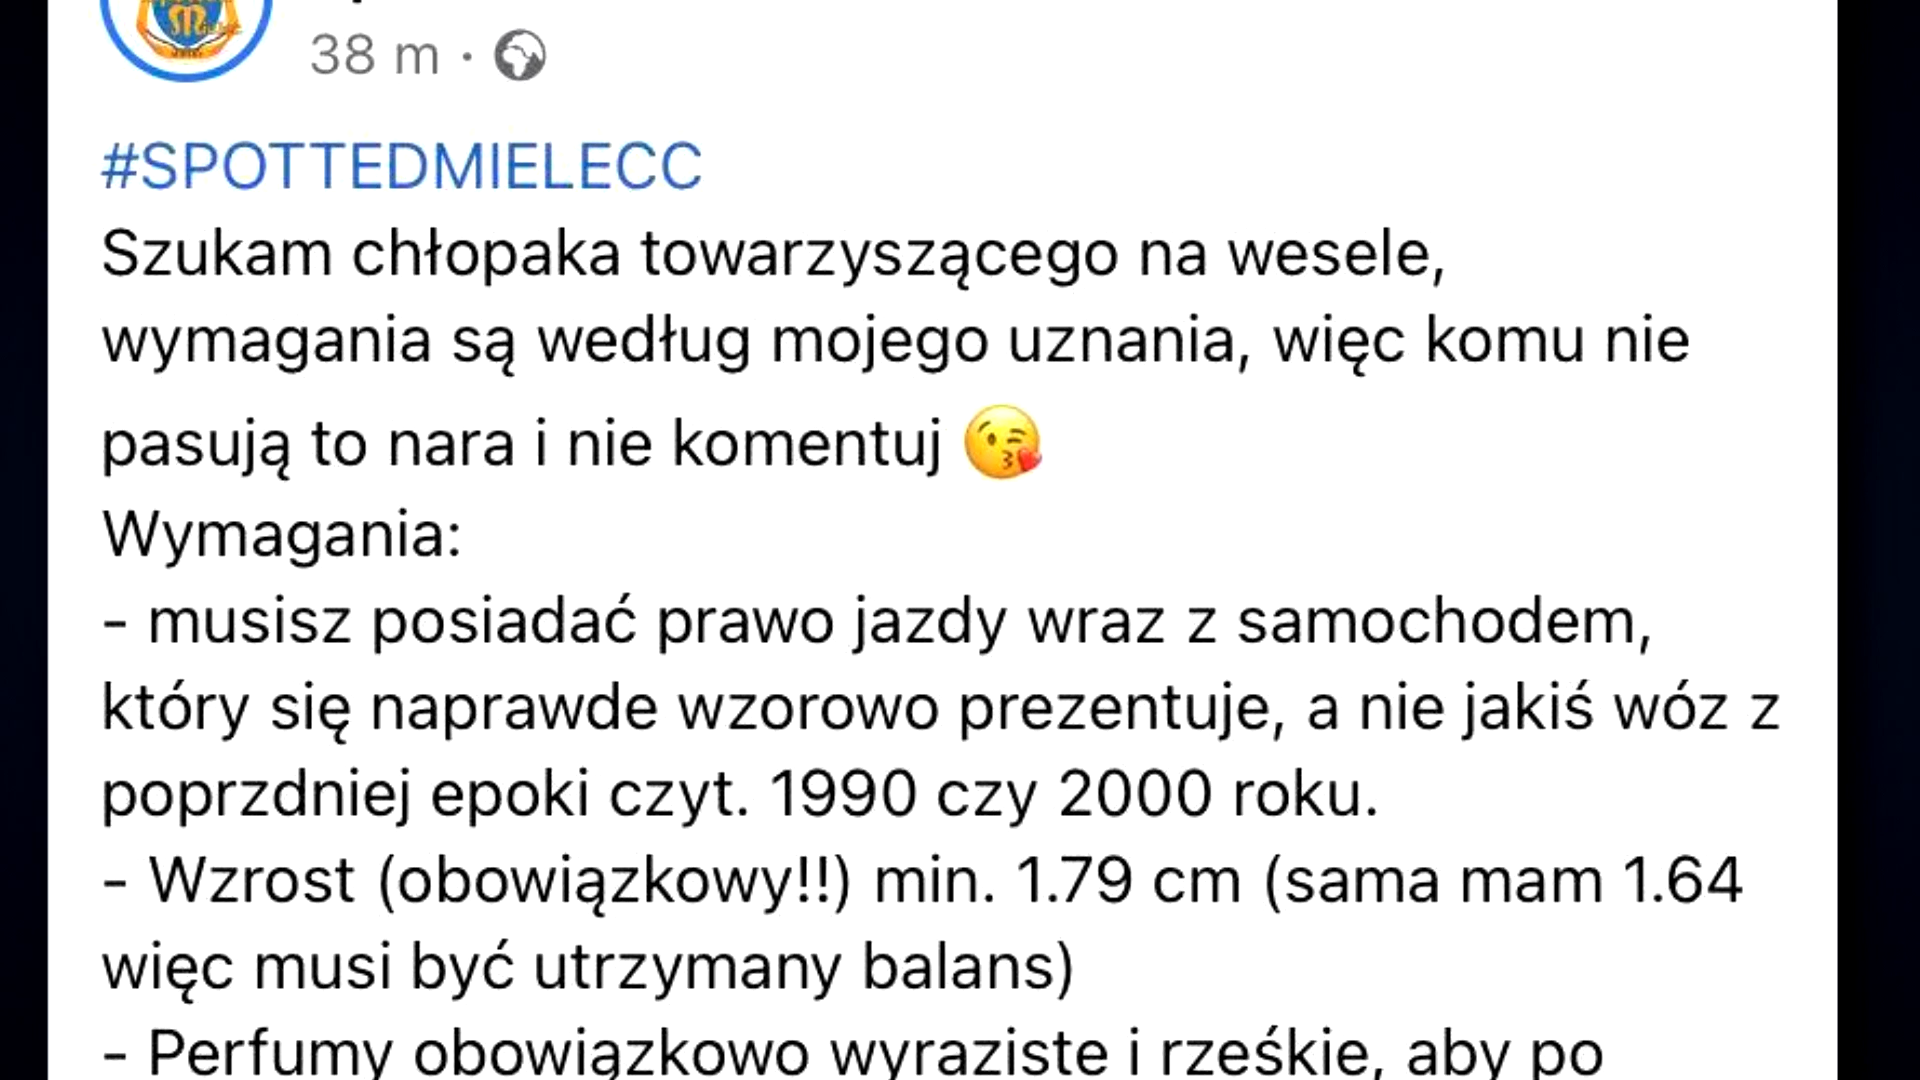 38 m ·
#SPOTTEDMIELECC
Szukam chłopaka towarzyszącego na wesele,
wymagania są według mojego uznania, więc komu nie
pasują to nara i nie komentuj 😘
Wymagania:
- musisz posiadać prawo jazdy wraz z samochodem,
który się naprawde wzorowo prezentuje, a nie jakiś wóz z
poprzdniej epoki czyt. 1990 czy 2000 roku.
- Wzrost (obowiązkowy!!) min. 1.79 cm (sama mam 1.64
więc musi być utrzymany balans)
- Perfumy obowiązkowo wyraziste i rześkie, aby po